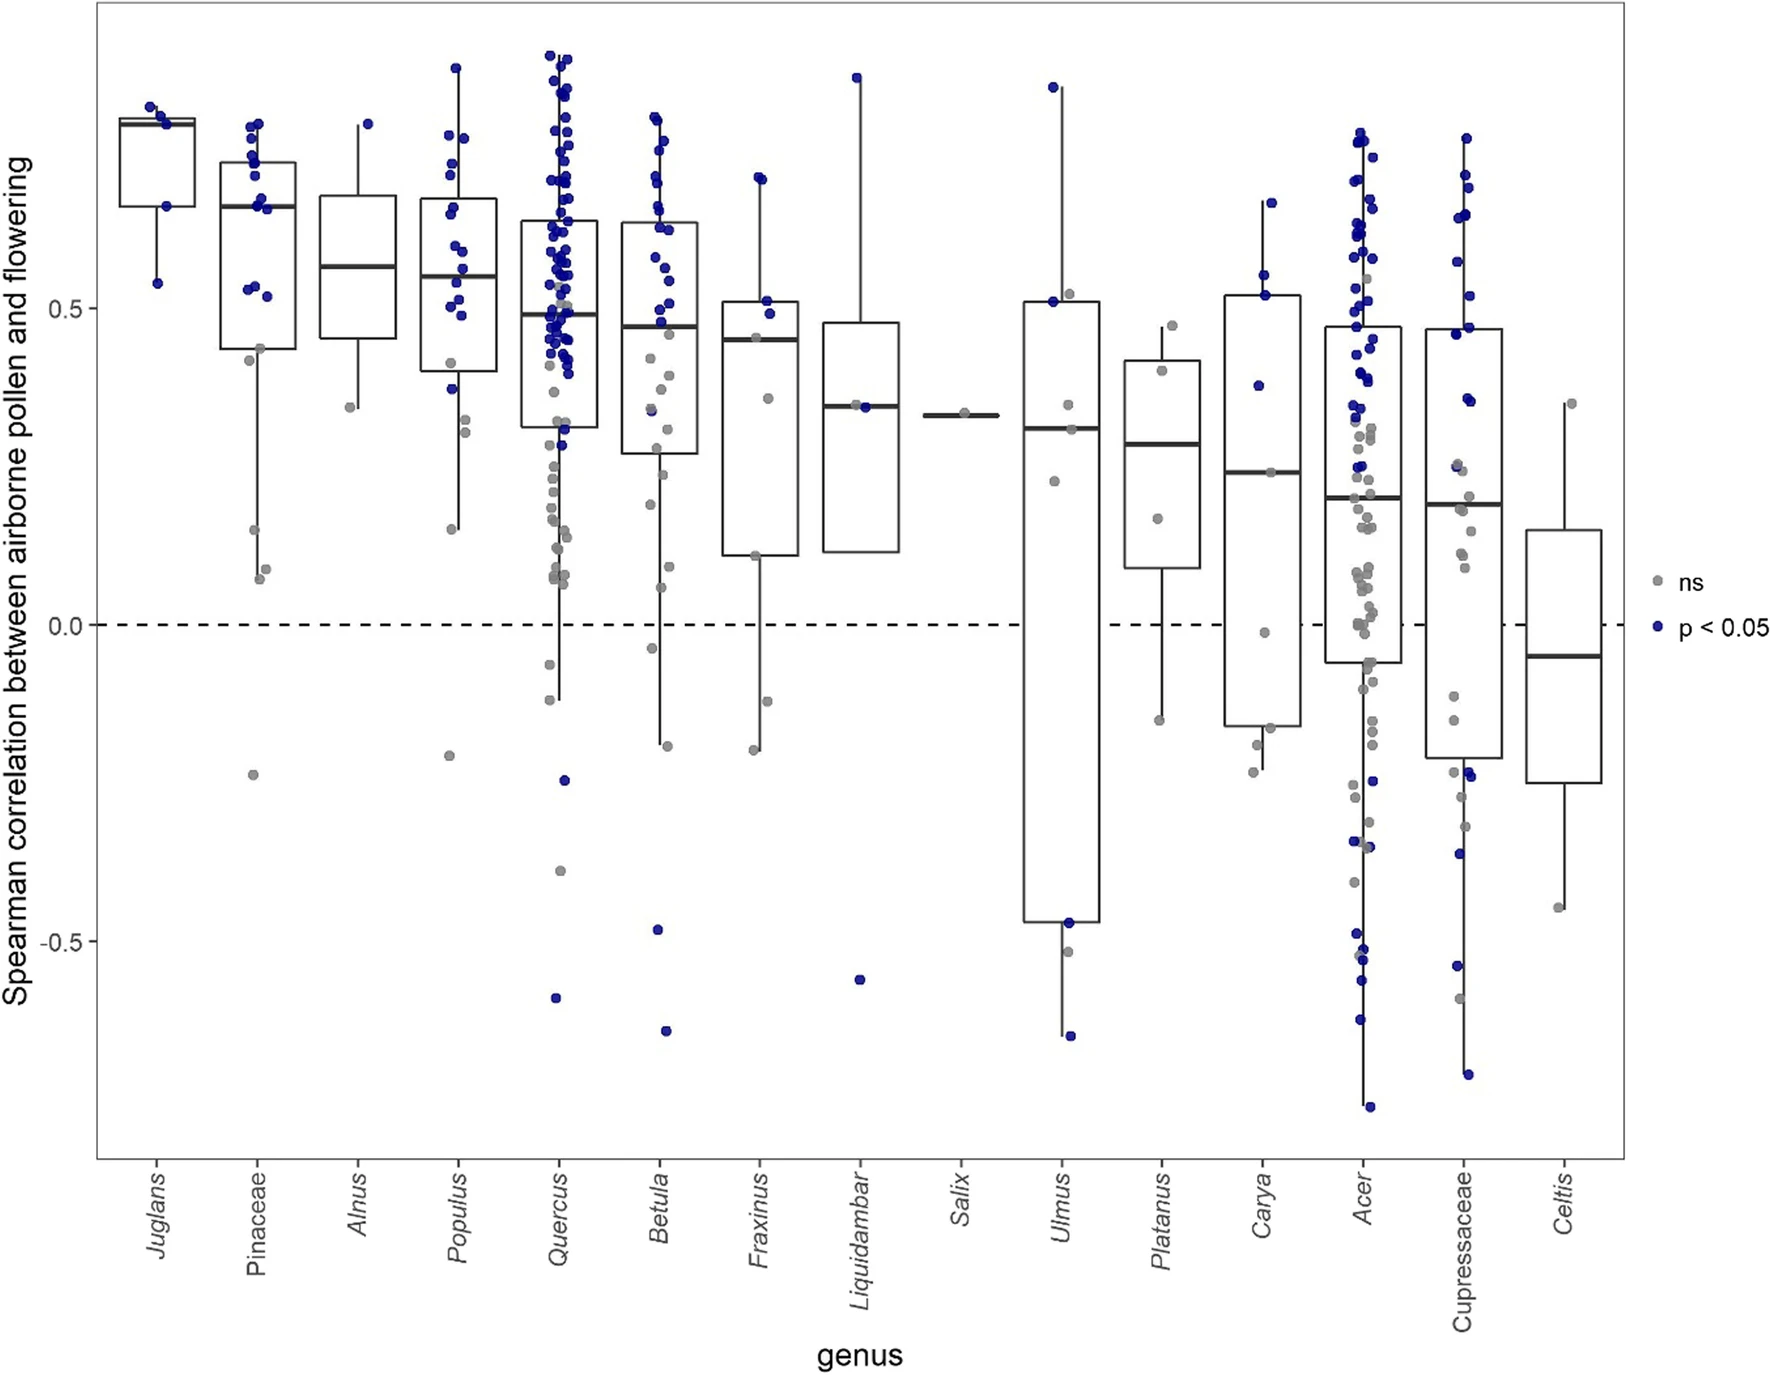 Spearman correlation between airborne pollen and flowering
0.5
0.0
-0.5
Juglans
Pinaceae
Alnus
Populus
Quercus
Betula
Fraxinus
Liquidambar
Salix
Ulmus
Platanus
Carya
Acer
Cupressaceae
Celtis
genus
ns
p < 0.05